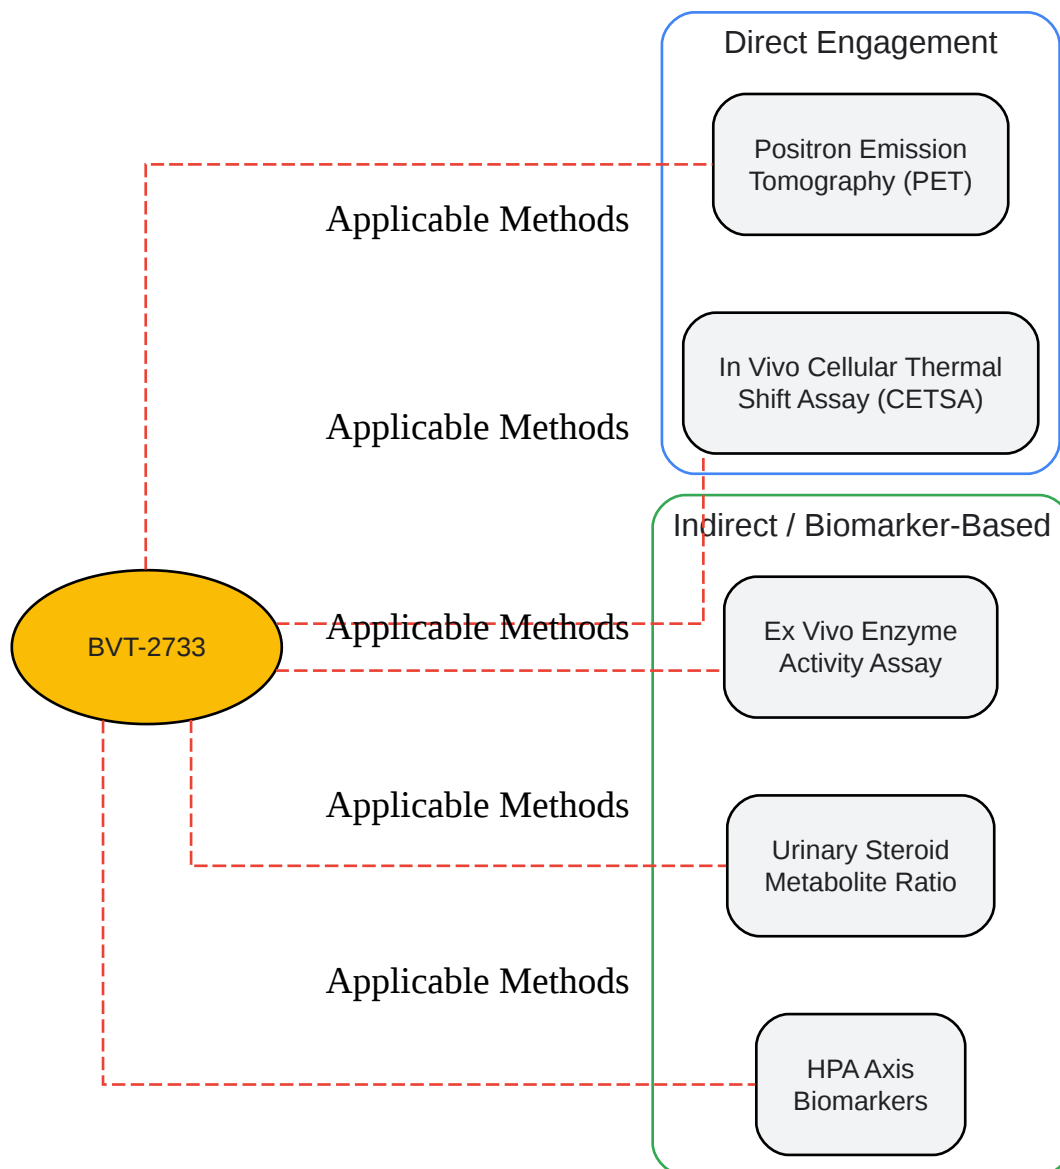 Direct Engagement
Positron Emission
Tomography (PET)
Applicable Methods
In Vivo Cellular Thermal
Shift Assay (CETSA)
Applicable Methods
Indirect / Biomarker-Based
BVT-2733
Applicable Methods
Ex Vivo Enzyme
Activity Assay
Applicable Methods
Urinary Steroid
Metabolite Ratio
Applicable Methods
HPA Axis
Biomarkers